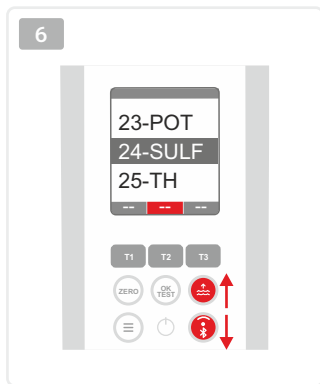 6
23-POT
24-SULF
25-TH
-- -- --
T1 T2 T3
ZERO OK
TEST